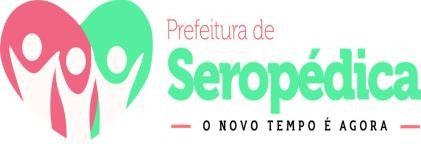 Prefeitura de
Seropédica
O NOVO TEMPO É AGORA